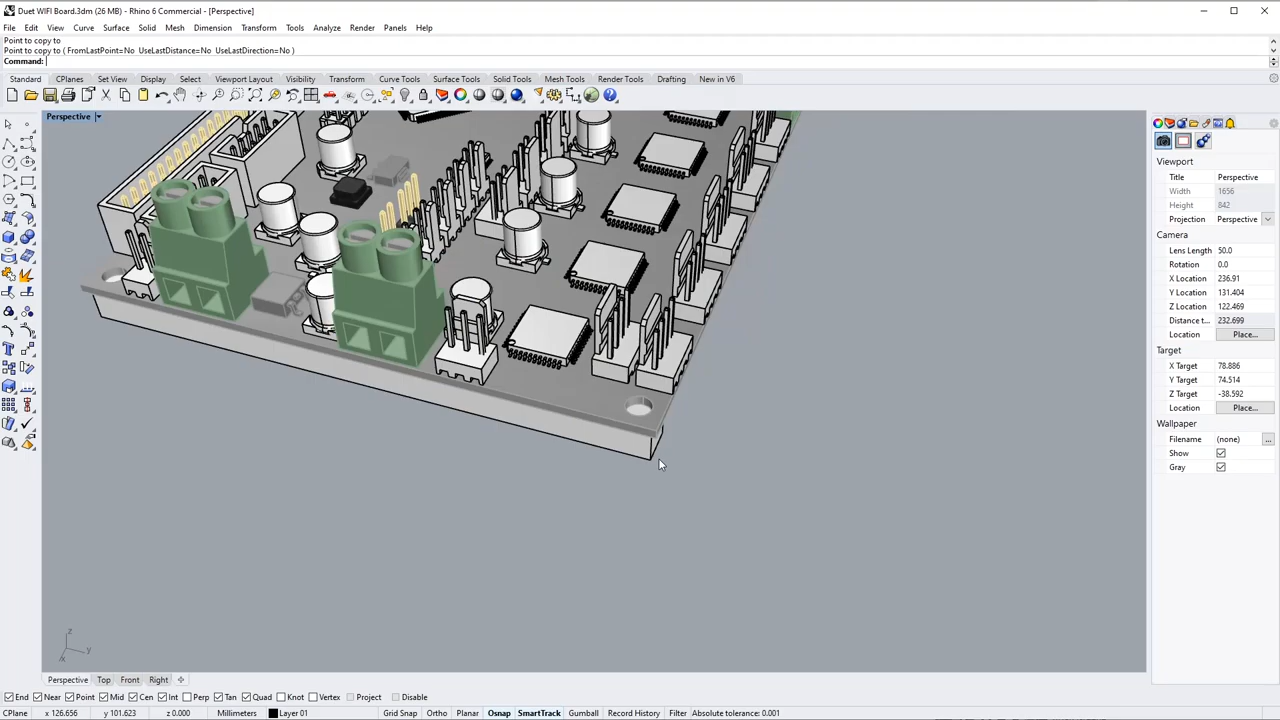 Duet WIFI Board.3dm (26 MB) - Rhino 6 Commercial - [Perspective]
File Edit View Curve Surface Solid Mesh Dimension Transform Tools Analyze Render Panels Help
Point to copy to
Point to copy to ( FromLastPoint=No UseLastDistance=No UseLastDirection=No )
Command:
Standard CPlanes Set View Display Select Viewport Layout Visibility Transform Curve Tools Surface Tools Solid Tools Mesh Tools Render Tools Drafting New in V6
Perspective
Viewport
Title Perspective
Width 1656
Height 842
Projection Perspective
Camera
Lens Length 50.0
Rotation 0.0
X Location 236.91
Y Location 131.404
Z Location 122.469
Distance t... 232.699
Location Place...
Target
X Target 78.886
Y Target 74.514
Z Target -38.592
Location Place...
Wallpaper
Filename (none) ...
Show
Gray
z
y
x
Perspective Top Front Right
End Near Point Mid Cen Int Perp Tan Quad Knot Vertex Project Disable
CPlane x 126.656 y 101.623 z 0.000 Millimeters Layer 01 Grid Snap Ortho Planar Osnap SmartTrack Gumball Record History Filter Absolute tolerance: 0.001